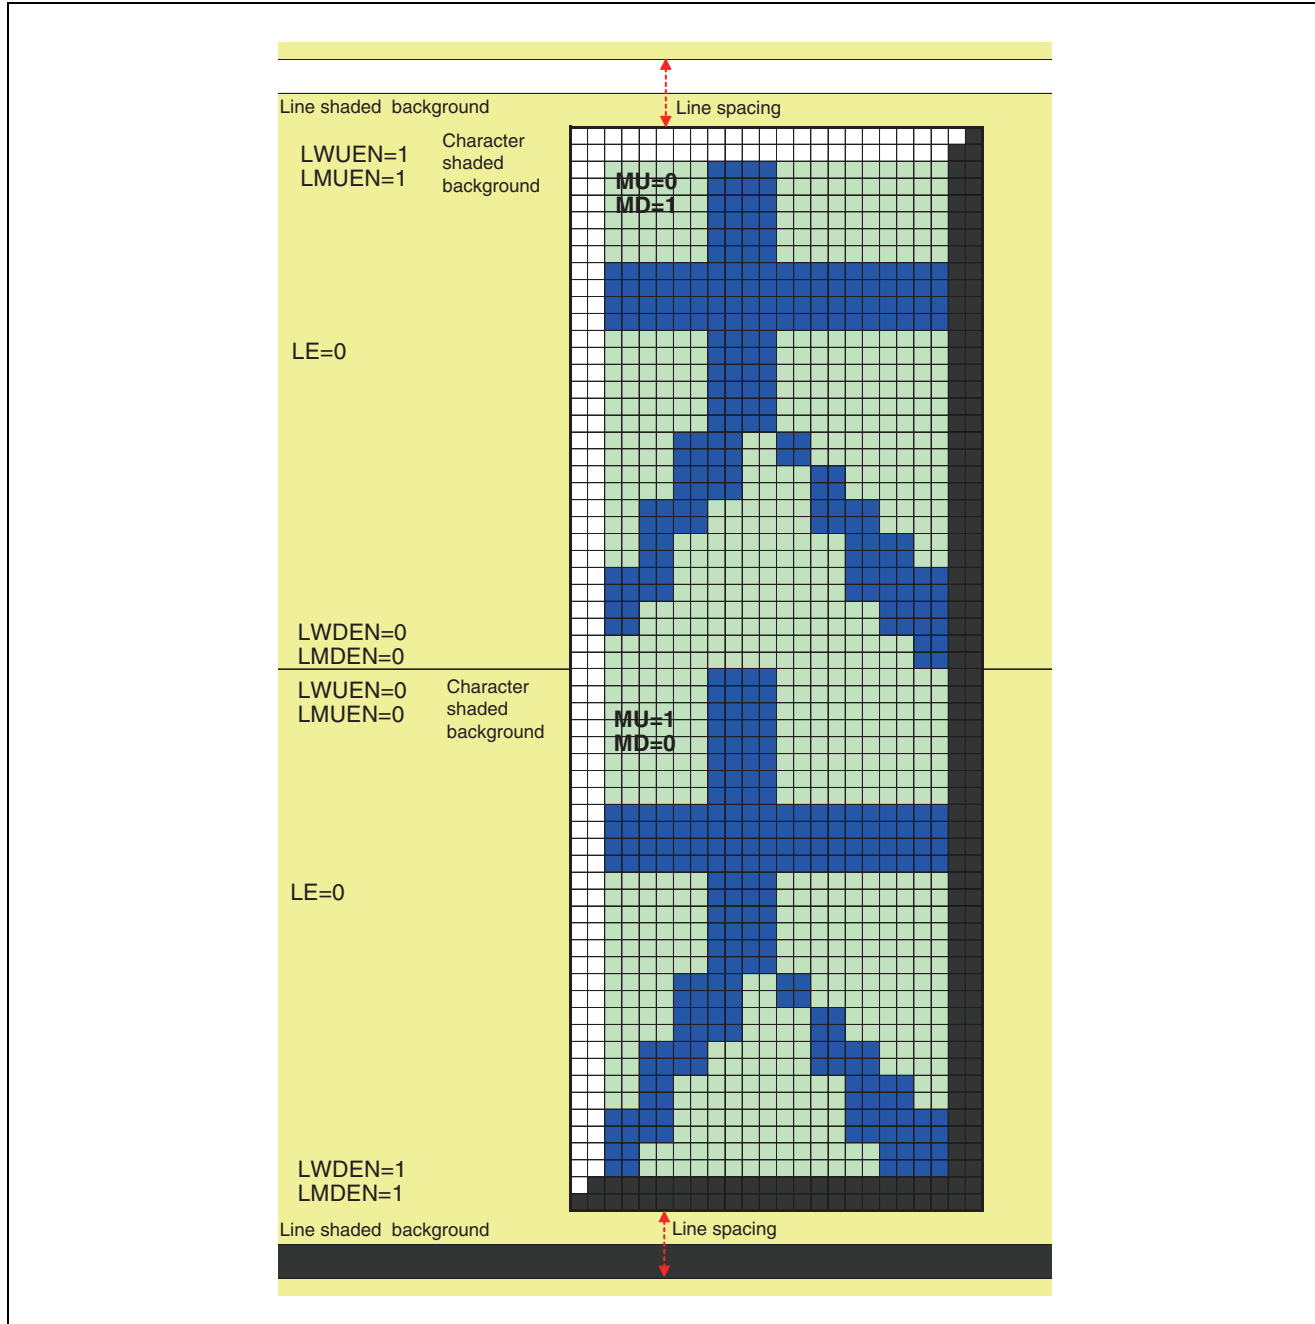 Line shaded background
Line spacing
LWUEN=1
LMUEN=1
Character
shaded
background
MU=0
MD=1
LE=0
LWDEN=0
LMDEN=0
LWUEN=0
LMUEN=0
Character
shaded
background
MU=1
MD=0
LE=0
LWDEN=1
LMDEN=1
Line shaded background
Line spacing